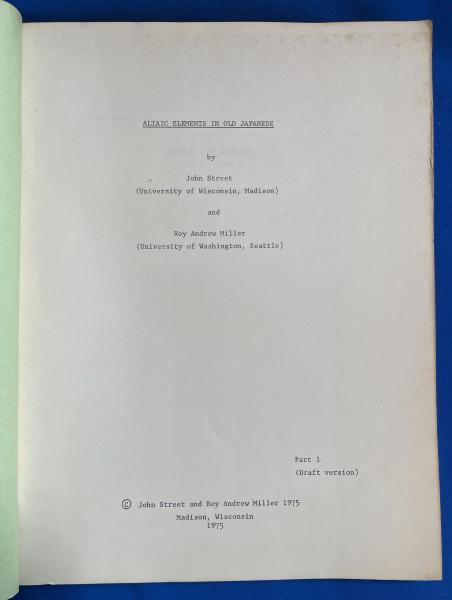 ALTAIC ELEMENTS IN OLD JAPANESE
by
John Street
(University of Wisconsin, Madison)
and
Roy Andrew Miller
(University of Washington, Seattle)
Part 1
(Draft version)
© John Street and Roy Andrew Miller 1975
Madison, Wisconsin
1975